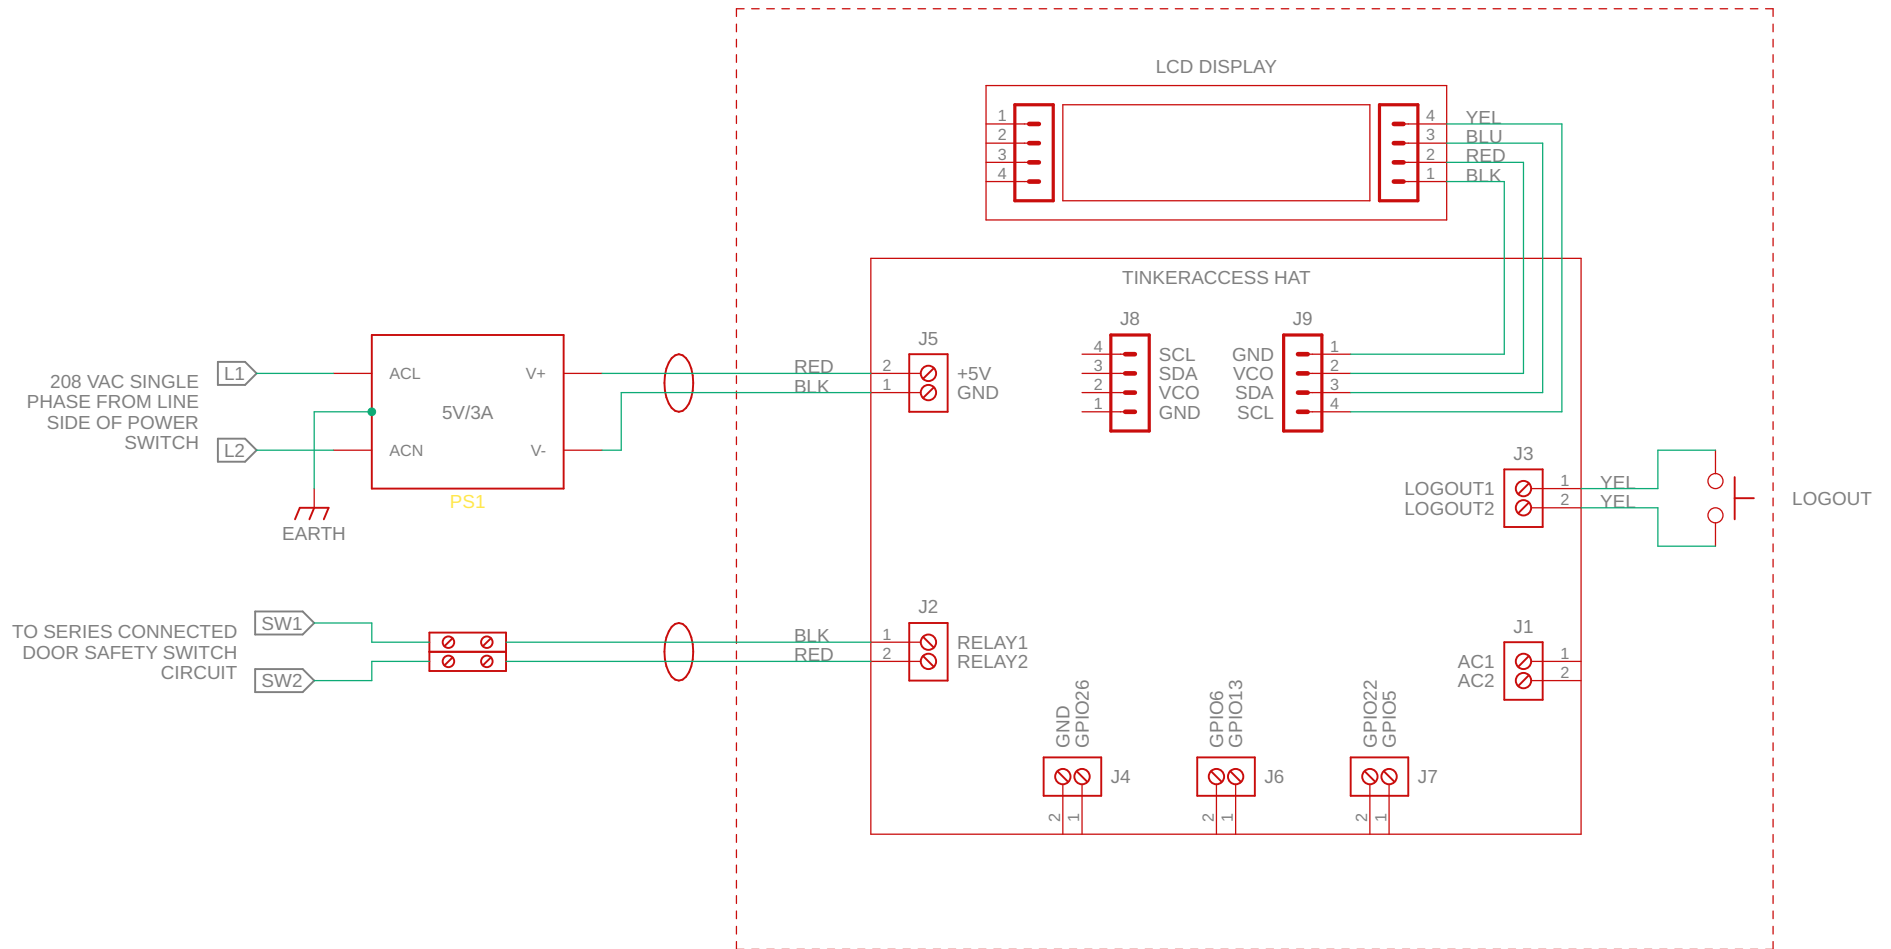 LCD DISPLAY
1
2
3
4
4 YEL
3 BLU
2 RED
1 BLK
TINKERACCESS HAT
J8
4 SCL
3 SDA
2 VCO
1 GND
J9
GND 1
VCO 2
SDA 3
SCL 4
208 VAC SINGLE
PHASE FROM LINE
SIDE OF POWER
SWITCH
L1
L2
ACL
ACN
5V/3A
V+
V-
PS1
EARTH
J5
RED 2 +5V
BLK 1 GND
J3
LOGOUT1 1 YEL
LOGOUT2 2 YEL
LOGOUT
TO SERIES CONNECTED
DOOR SAFETY SWITCH
CIRCUIT
SW1
SW2
J2
BLK 1 RELAY1
RED 2 RELAY2
J1
AC1 1
AC2 2
GND
GPIO26
J4
2
1
GPIO6
GPIO13
J6
2
1
GPIO22
GPIO5
J7
2
1